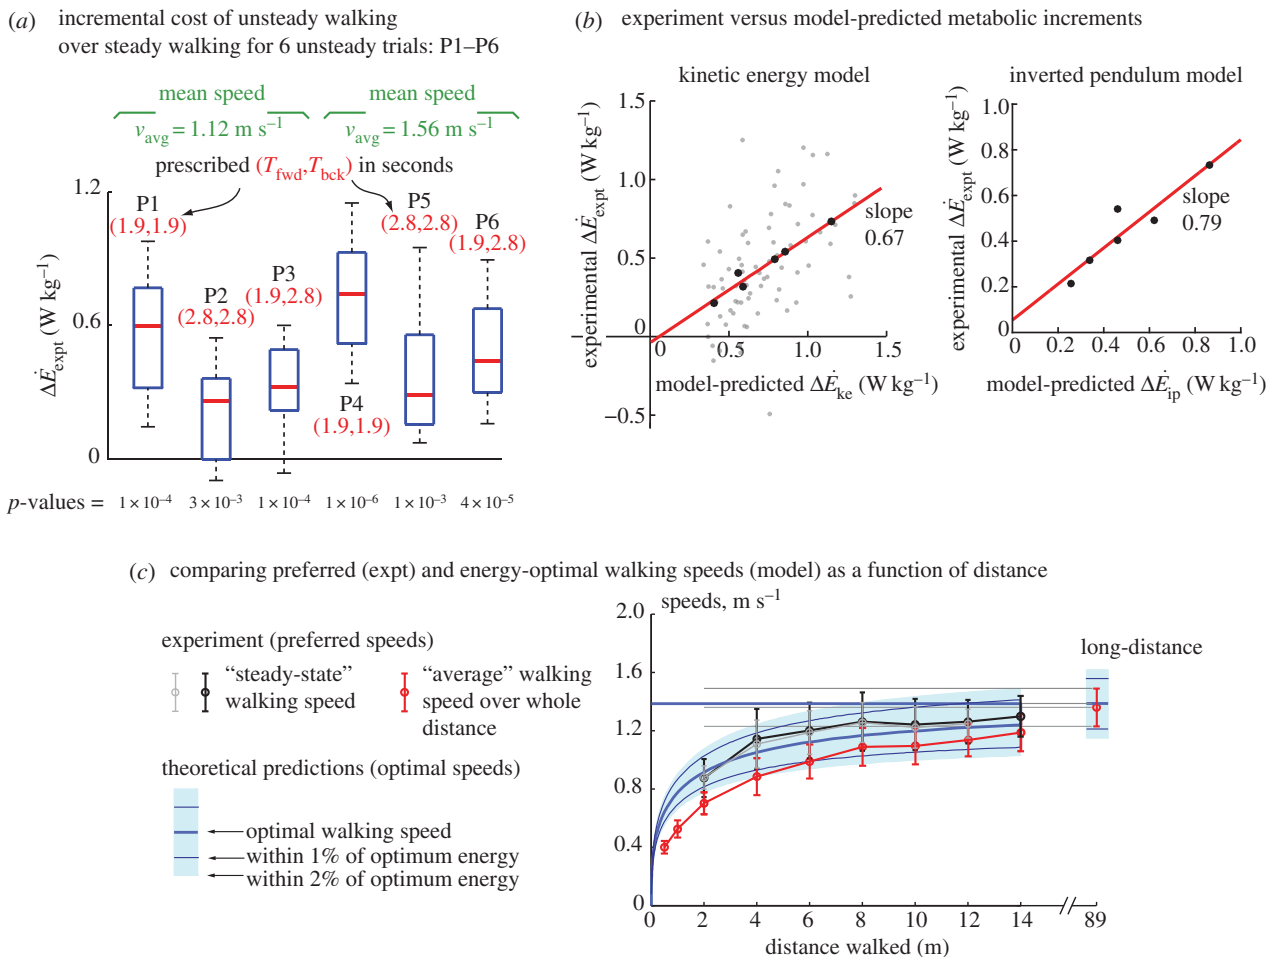 (a) incremental cost of unsteady walking
over steady walking for 6 unsteady trials: P1–P6
mean speed
v_avg = 1.12 m s⁻¹
mean speed
v_avg = 1.56 m s⁻¹
prescribed (T_fwd,T_bck) in seconds
ΔĖ_expt (W kg⁻¹)
1.2
0.6
0
P1
(1.9,1.9)
P2
(2.8,2.8)
P3
(1.9,2.8)
P4
(1.9,1.9)
P5
(2.8,2.8)
P6
(1.9,2.8)
p-values = 1 × 10⁻⁴ 3 × 10⁻³ 1 × 10⁻⁴ 1 × 10⁻⁶ 1 × 10⁻³ 4 × 10⁻⁵
(b) experiment versus model-predicted metabolic increments
kinetic energy model
experimental ΔĖ_expt (W kg⁻¹)
1.5
1.0
0.5
0
−0.5
slope
0.67
0 0.5 1.0 1.5
model-predicted ΔĖ_ke (W kg⁻¹)
inverted pendulum model
experimental ΔĖ_expt (W kg⁻¹)
1.0
0.8
0.6
0.4
0.2
0
slope
0.79
0 0.2 0.4 0.6 0.8 1.0
model-predicted ΔĖ_ip (W kg⁻¹)
(c) comparing preferred (expt) and energy-optimal walking speeds (model) as a function of distance
experiment (preferred speeds)
“steady-state”
walking speed
“average” walking
speed over whole
distance
theoretical predictions (optimal speeds)
optimal walking speed
within 1% of optimum energy
within 2% of optimum energy
speeds, m s⁻¹
2.0
1.6
1.2
0.8
0.4
0
long-distance
0 2 4 6 8 10 12 14 89
distance walked (m)